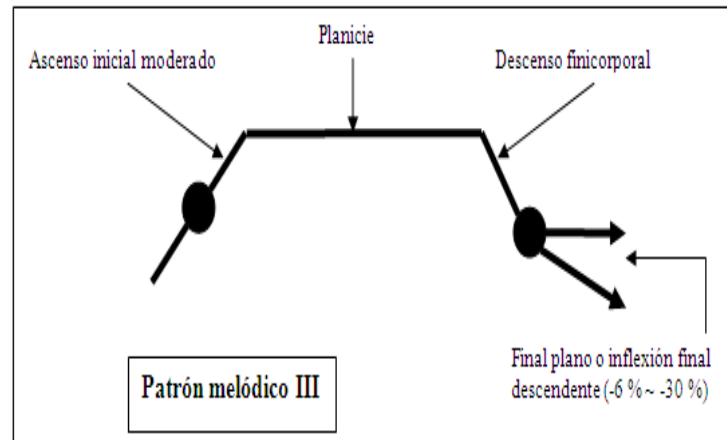 Planicie
Ascenso inicial moderado
Descenso finicorporal
Final plano o inflexión final
descendente (-6 % ~ -30 %)
Patrón melódico III